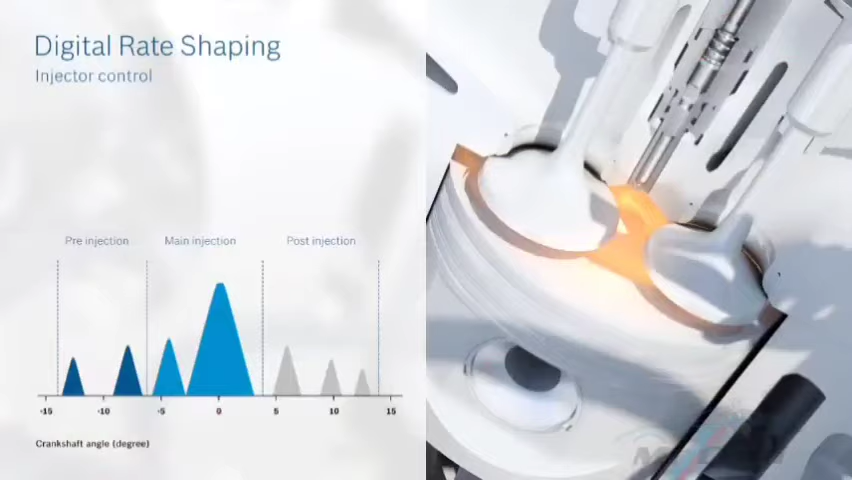 Digital Rate Shaping
Injector control
Pre injection
Main injection
Post injection
-15
-10
-5
0
5
10
15
Crankshaft angle (degree)